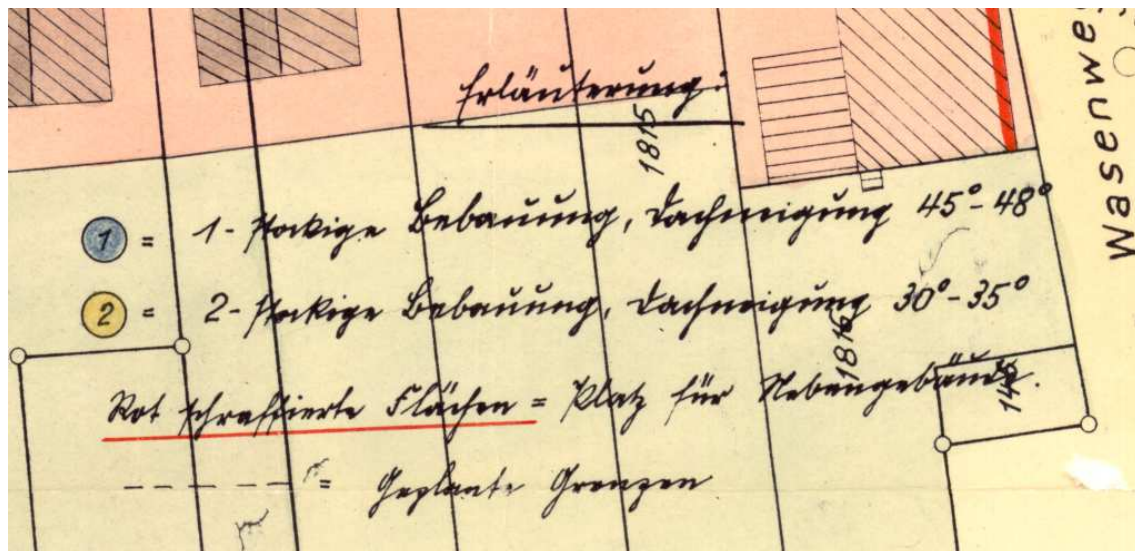 Erläuterung:
1815
Wasenweg
1 = 1-stockige Bebauung, Dachneigung 45°-48°
2 = 2-stockige Bebauung, Dachneigung 30°-35°
1816
Rot schraffierte Flächen = Platz für Nebengebäude.
- - - - - = Geplante Grenzen